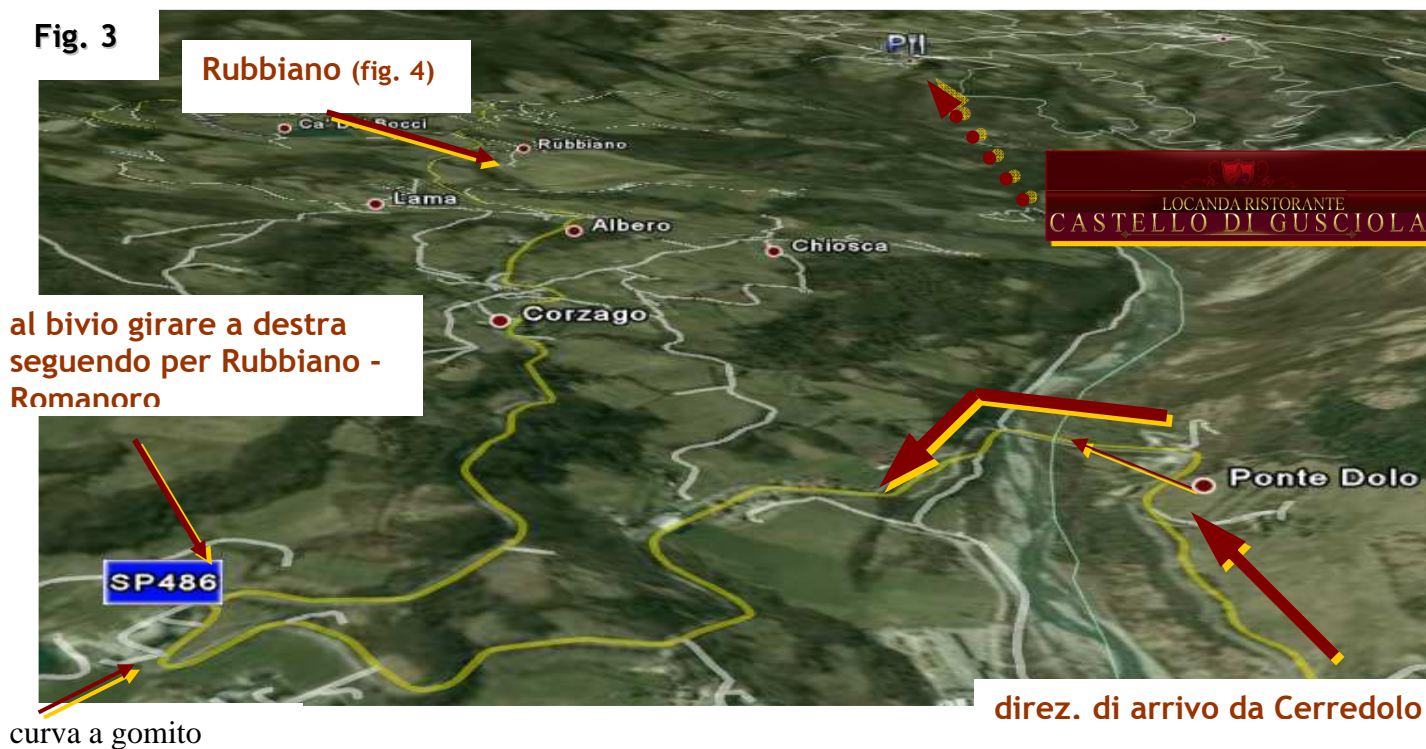 Fig. 3
Rubbiano (fig. 4)
Pil
Ca' Dei Bocci
Rubbiano
Lama
Albero
Chiosca
LOCANDA RISTORANTE
CASTELLO DI GUSCIOLA
al bivio girare a destra
seguendo per Rubbiano -
Romanoro
Corzago
Ponte Dolo
SP486
direz. di arrivo da Cerredolo
curva a gomito